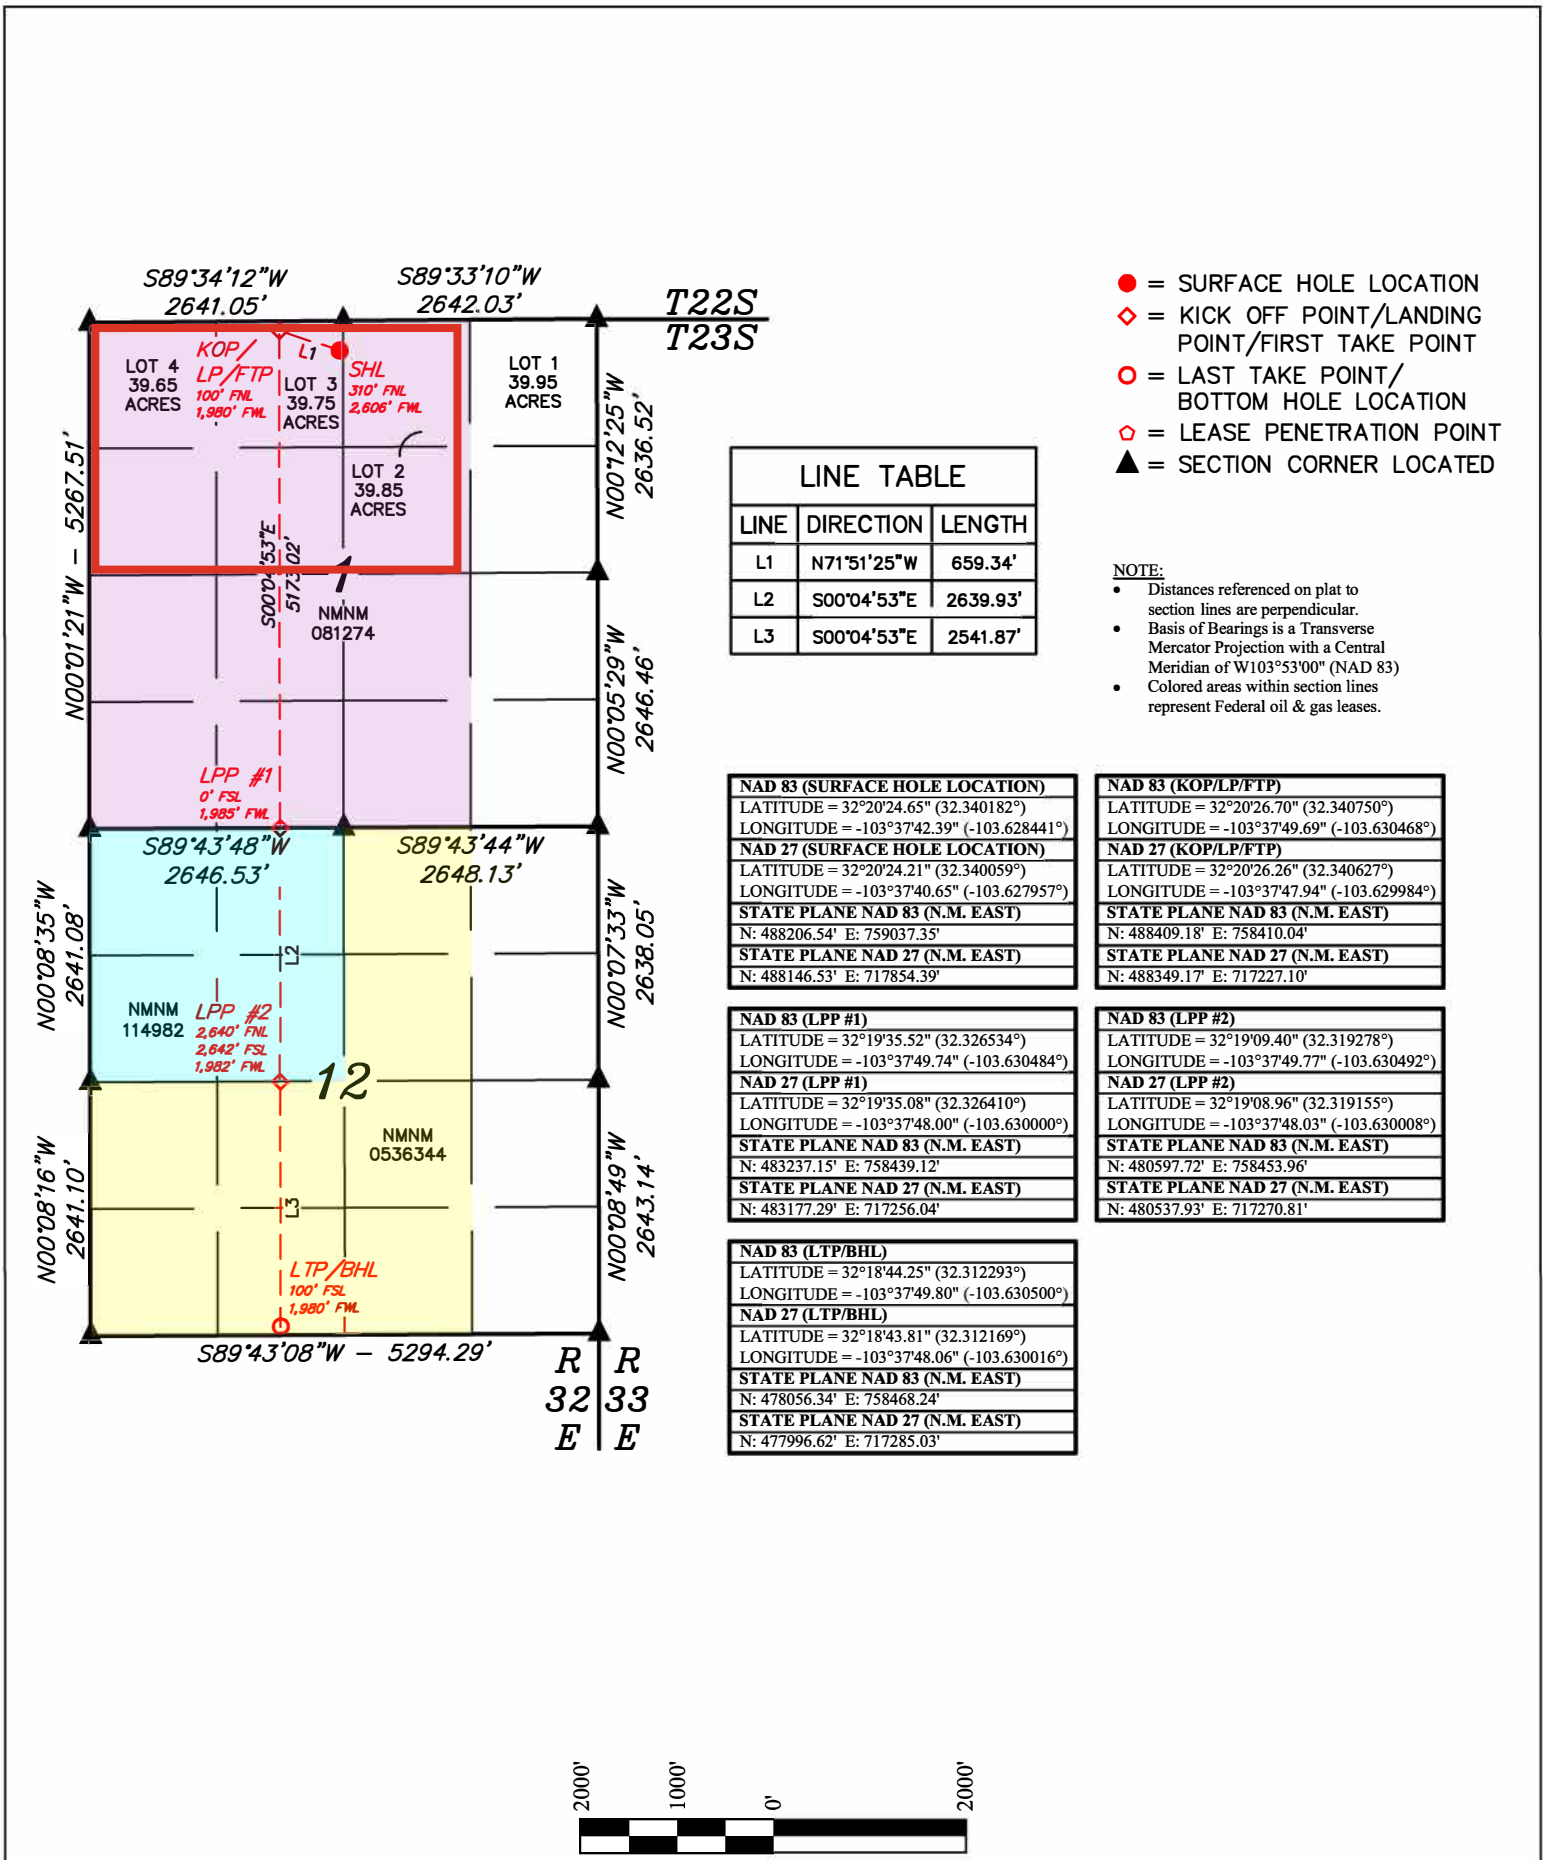 S89°34'12"W
2641.05'
S89°33'10"W
2642.03'
T22S
T23S
LOT 4
39.65
ACRES
KOP/
LP/FTP
100' FNL
1,980' FWL
L1
LOT 3
39.75
ACRES
SHL
310' FNL
2,606' FWL
LOT 1
39.95
ACRES
LOT 2
39.85
ACRES
N00°01'21"W – 5267.51'
N00°12'25"W
2636.52'
S00°04'53"E
5173.02'
1
NMNM
081274
N00°05'29"W
2646.46'
LPP #1
0' FSL
1,985' FWL
S89°43'48"W
2646.53'
S89°43'44"W
2648.13'
N00°08'35"W
2641.08'
N00°07'33"W
2638.05'
L2
NMNM
114982
LPP #2
2,640' FNL
2,642' FSL
1,982' FWL
12
NMNM
0536344
N00°08'16"W
2641.10'
N00°08'49"W
2643.14'
L3
LTP/BHL
100' FSL
1,980' FWL
S89°43'08"W – 5294.29'
R R
32 33
E E
= SURFACE HOLE LOCATION
= KICK OFF POINT/LANDING
POINT/FIRST TAKE POINT
= LAST TAKE POINT/
BOTTOM HOLE LOCATION
= LEASE PENETRATION POINT
= SECTION CORNER LOCATED
LINE TABLE
LINE DIRECTION LENGTH
L1 N71°51'25"W 659.34'
L2 S00°04'53"E 2639.93'
L3 S00°04'53"E 2541.87'
NOTE:
• Distances referenced on plat to
section lines are perpendicular.
• Basis of Bearings is a Transverse
Mercator Projection with a Central
Meridian of W103°53'00" (NAD 83)
• Colored areas within section lines
represent Federal oil & gas leases.
NAD 83 (SURFACE HOLE LOCATION)
LATITUDE = 32°20'24.65" (32.340182°)
LONGITUDE = -103°37'42.39" (-103.628441°)
NAD 27 (SURFACE HOLE LOCATION)
LATITUDE = 32°20'24.21" (32.340059°)
LONGITUDE = -103°37'40.65" (-103.627957°)
STATE PLANE NAD 83 (N.M. EAST)
N: 488206.54' E: 759037.35'
STATE PLANE NAD 27 (N.M. EAST)
N: 488146.53' E: 717854.39'
NAD 83 (KOP/LP/FTP)
LATITUDE = 32°20'26.70" (32.340750°)
LONGITUDE = -103°37'49.69" (-103.630468°)
NAD 27 (KOP/LP/FTP)
LATITUDE = 32°20'26.26" (32.340627°)
LONGITUDE = -103°37'47.94" (-103.629984°)
STATE PLANE NAD 83 (N.M. EAST)
N: 488409.18' E: 758410.04'
STATE PLANE NAD 27 (N.M. EAST)
N: 488349.17' E: 717227.10'
NAD 83 (LPP #1)
LATITUDE = 32°19'35.52" (32.326534°)
LONGITUDE = -103°37'49.74" (-103.630484°)
NAD 27 (LPP #1)
LATITUDE = 32°19'35.08" (32.326410°)
LONGITUDE = -103°37'48.00" (-103.630000°)
STATE PLANE NAD 83 (N.M. EAST)
N: 483237.15' E: 758439.12'
STATE PLANE NAD 27 (N.M. EAST)
N: 483177.29' E: 717256.04'
NAD 83 (LPP #2)
LATITUDE = 32°19'09.40" (32.319278°)
LONGITUDE = -103°37'49.77" (-103.630492°)
NAD 27 (LPP #2)
LATITUDE = 32°19'08.96" (32.319155°)
LONGITUDE = -103°37'48.03" (-103.630008°)
STATE PLANE NAD 83 (N.M. EAST)
N: 480597.72' E: 758453.96'
STATE PLANE NAD 27 (N.M. EAST)
N: 480537.93' E: 717270.81'
NAD 83 (LTP/BHL)
LATITUDE = 32°18'44.25" (32.312293°)
LONGITUDE = -103°37'49.80" (-103.630500°)
NAD 27 (LTP/BHL)
LATITUDE = 32°18'43.81" (32.312169°)
LONGITUDE = -103°37'48.06" (-103.630016°)
STATE PLANE NAD 83 (N.M. EAST)
N: 478056.34' E: 758468.24'
STATE PLANE NAD 27 (N.M. EAST)
N: 477996.62' E: 717285.03'
2000' 1000' 0' 2000'